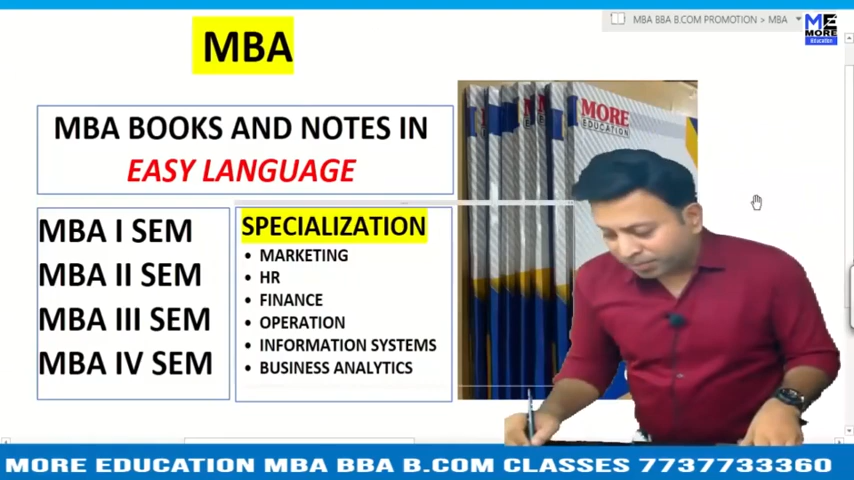 MBA BBA B.COM PROMOTION > MBA
ME
MORE
Education
MBA
MBA BOOKS AND NOTES IN
EASY LANGUAGE
MBA I SEM
MBA II SEM
MBA III SEM
MBA IV SEM
SPECIALIZATION
• MARKETING
• HR
• FINANCE
• OPERATION
• INFORMATION SYSTEMS
• BUSINESS ANALYTICS
MORE
EDUCATION
MORE EDUCATION MBA BBA B.COM CLASSES 7737733360